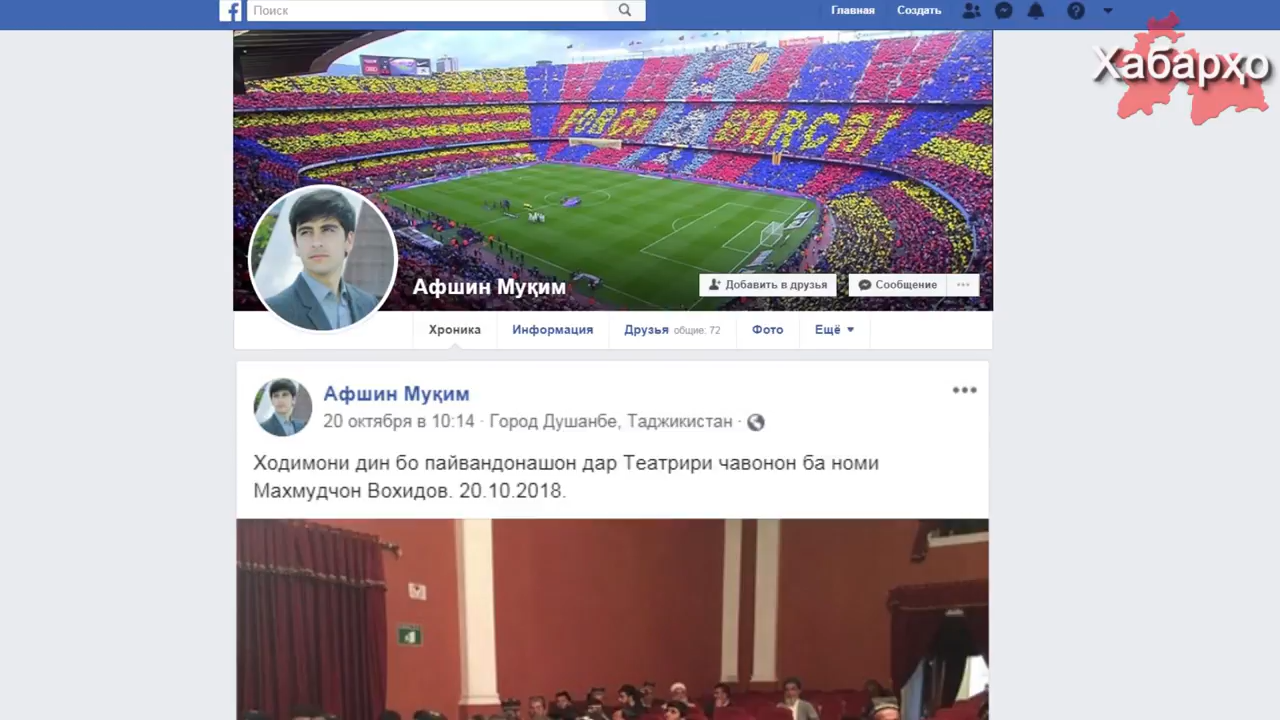 Поиск
Главная
Создать
Хабарҳо
FORÇA BARÇA!
Афшин Муқим
Добавить в друзья
Сообщение
Хроника
Информация
Друзья общие: 72
Фото
Ещё
Афшин Муқим
20 октября в 10:14 · Город Душанбе, Таджикистан ·
Ходимони дин бо пайвандонашон дар Театрири чавонон ба номи
Махмудчон Вохидов. 20.10.2018.